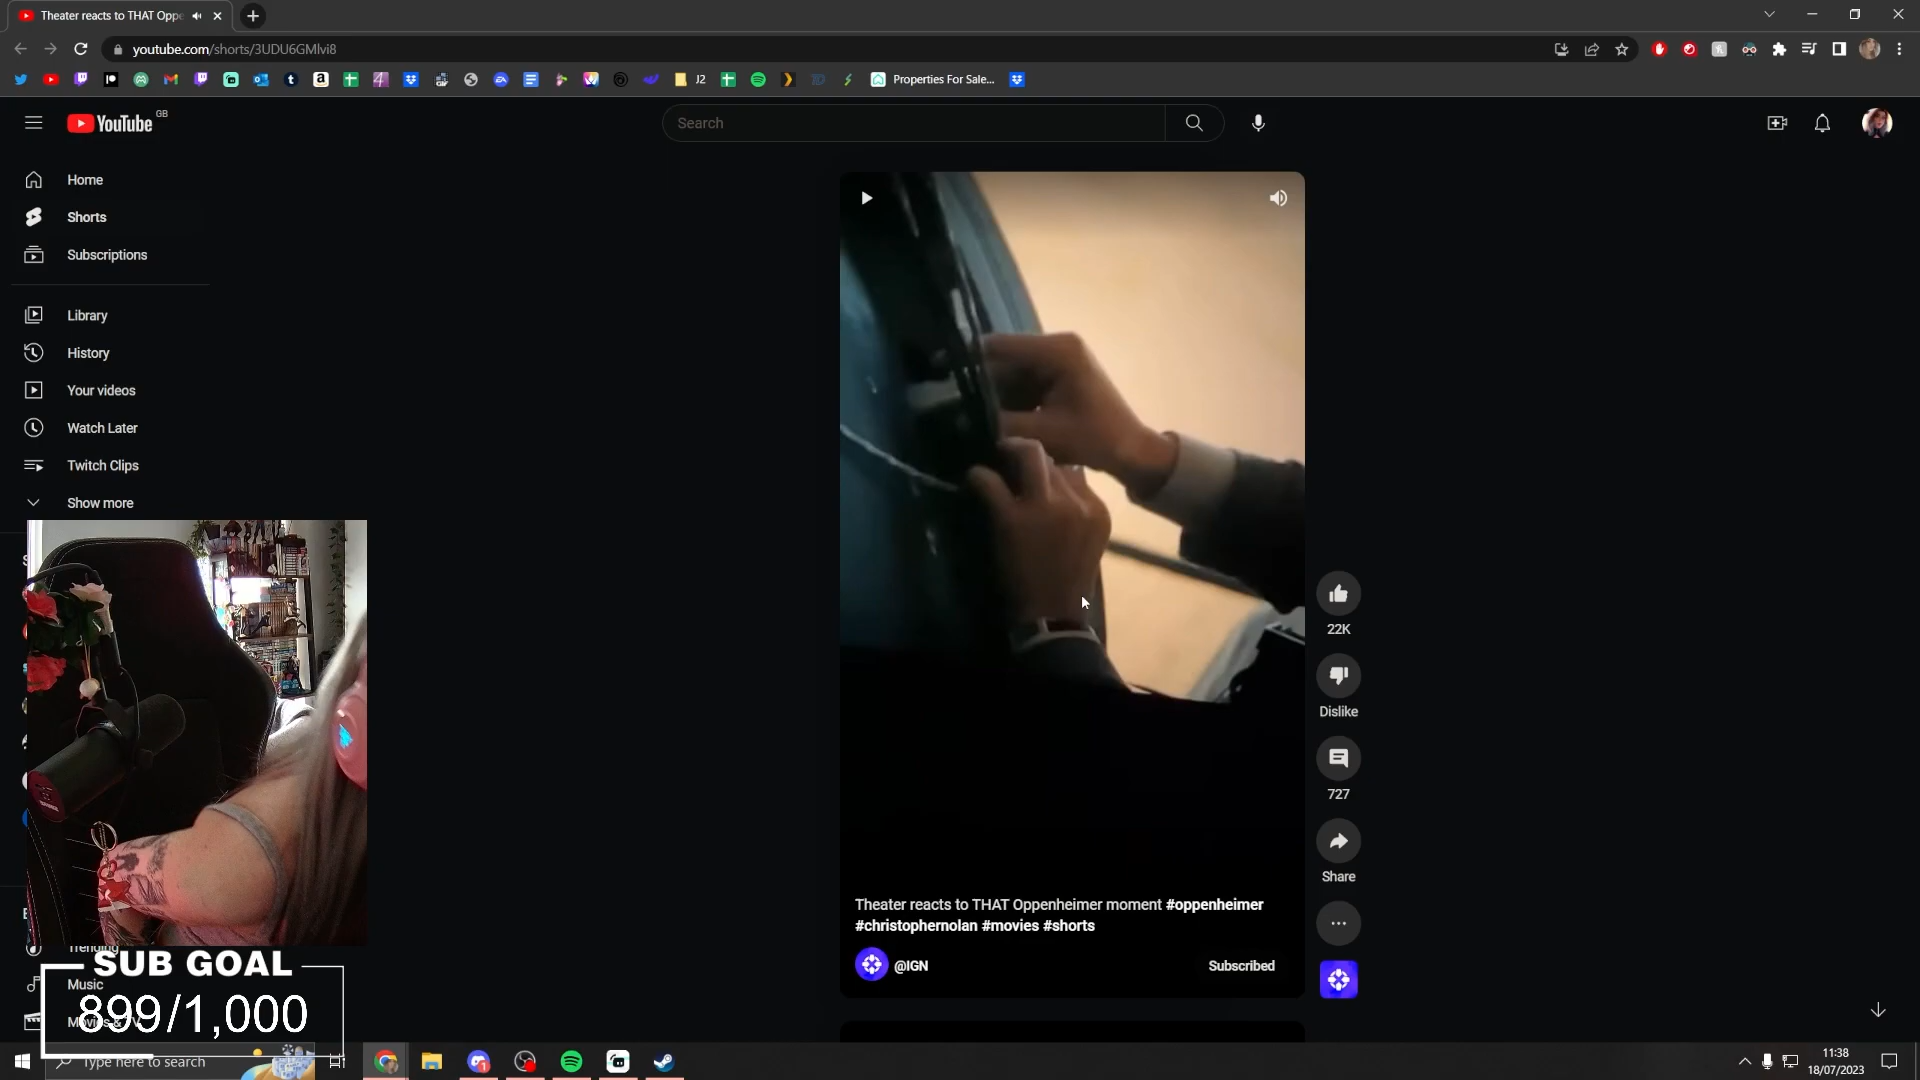 Theater reacts to THAT Oppe
youtube.com/shorts/3UDU6GMlvi8
J2
Properties For Sale...
YouTube GB
Search
Home
Shorts
Subscriptions
Library
History
Your videos
Watch Later
Twitch Clips
Show more
22K
Dislike
727
Share
Theater reacts to THAT Oppenheimer moment #oppenheimer
#christophernolan #movies #shorts
@IGN
Subscribed
Trending
SUB GOAL
Music
899/1,000
Type here to search
11:38
18/07/2023